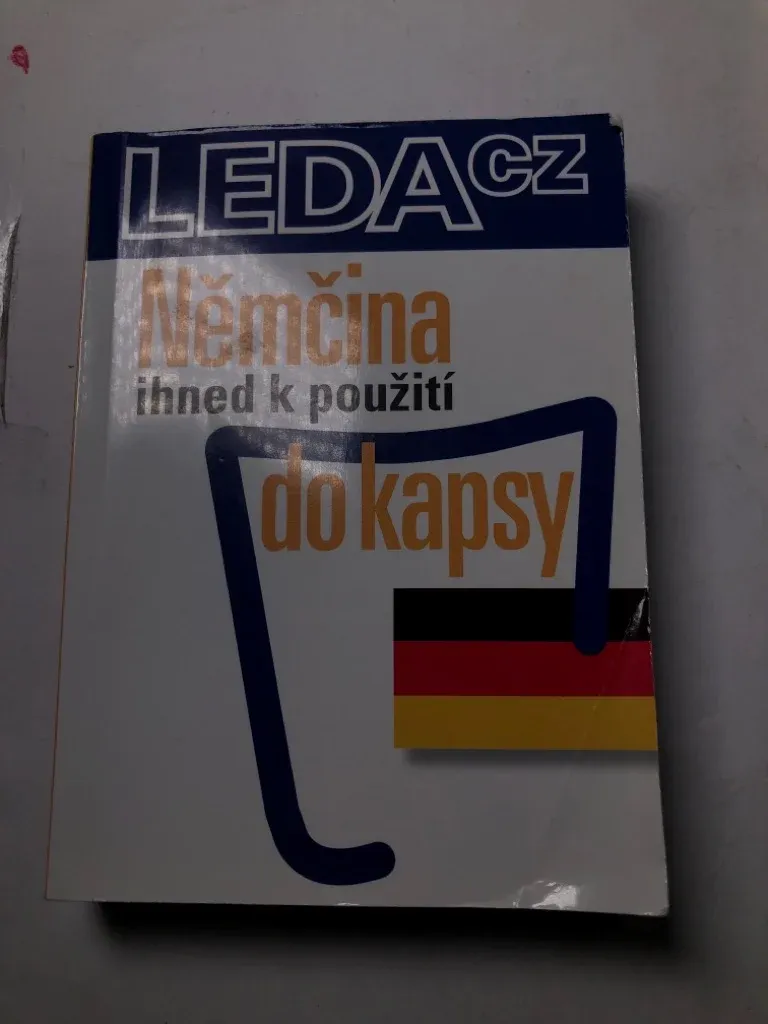 LEDA CZ
Němčina
ihned k použití
do kapsy